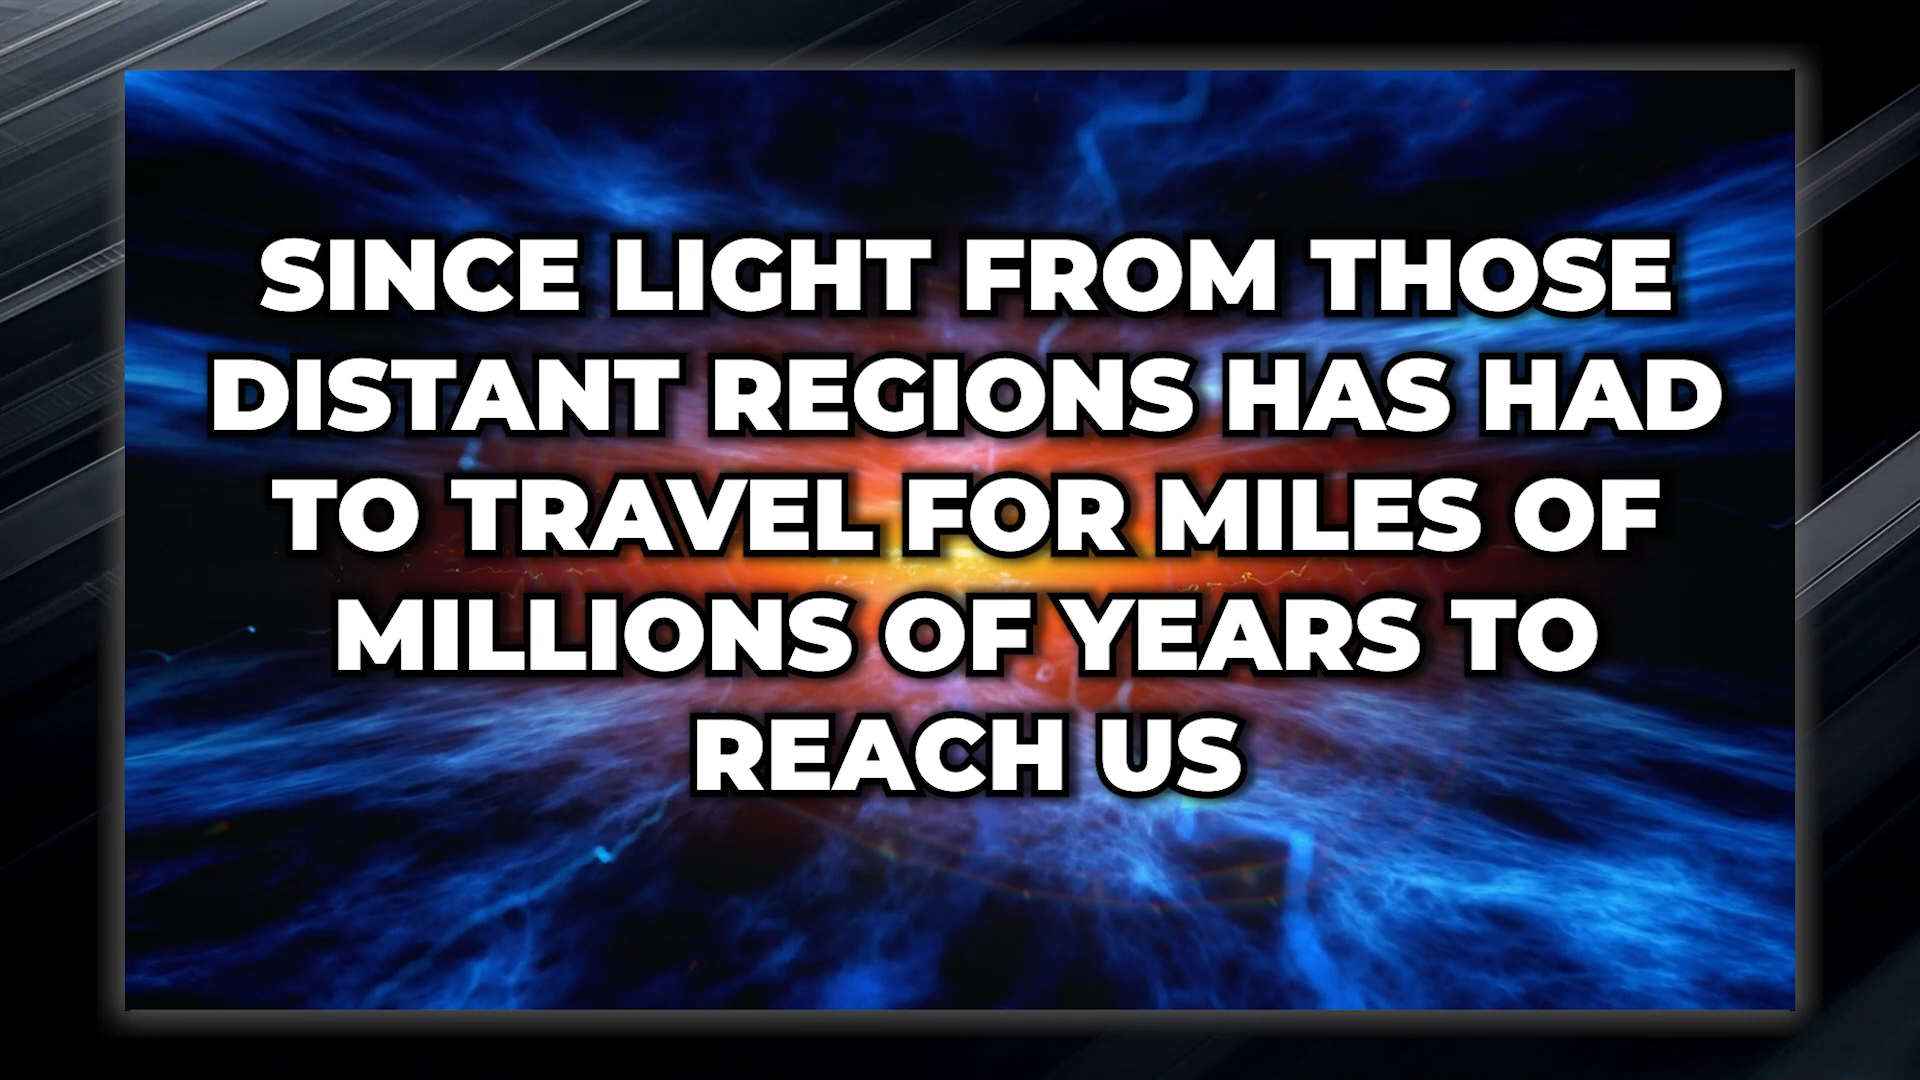 SINCE LIGHT FROM THOSE
DISTANT REGIONS HAS HAD
TO TRAVEL FOR MILES OF
MILLIONS OF YEARS TO
REACH US